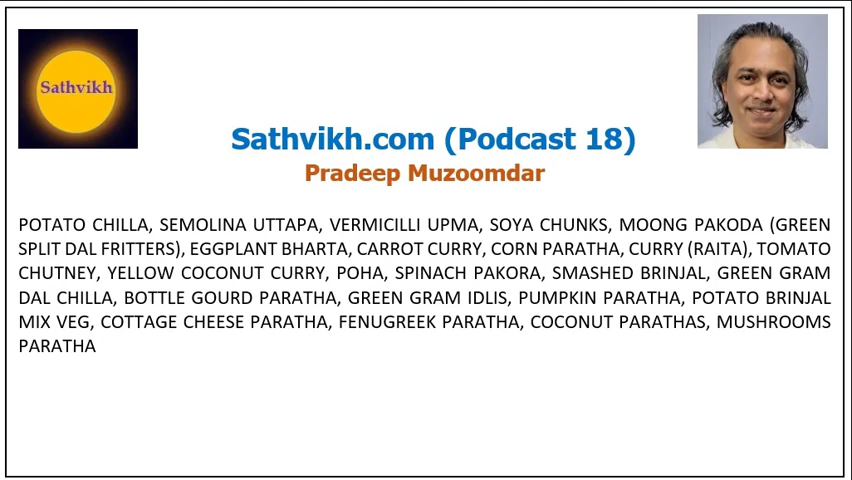 Sathvikh
Sathvikh.com (Podcast 18)
Pradeep Muzoomdar
POTATO CHILLA, SEMOLINA UTTAPA, VERMICILLI UPMA, SOYA CHUNKS, MOONG PAKODA (GREEN
SPLIT DAL FRITTERS), EGGPLANT BHARTA, CARROT CURRY, CORN PARATHA, CURRY (RAITA), TOMATO
CHUTNEY, YELLOW COCONUT CURRY, POHA, SPINACH PAKORA, SMASHED BRINJAL, GREEN GRAM
DAL CHILLA, BOTTLE GOURD PARATHA, GREEN GRAM IDLIS, PUMPKIN PARATHA, POTATO BRINJAL
MIX VEG, COTTAGE CHEESE PARATHA, FENUGREEK PARATHA, COCONUT PARATHAS, MUSHROOMS
PARATHA